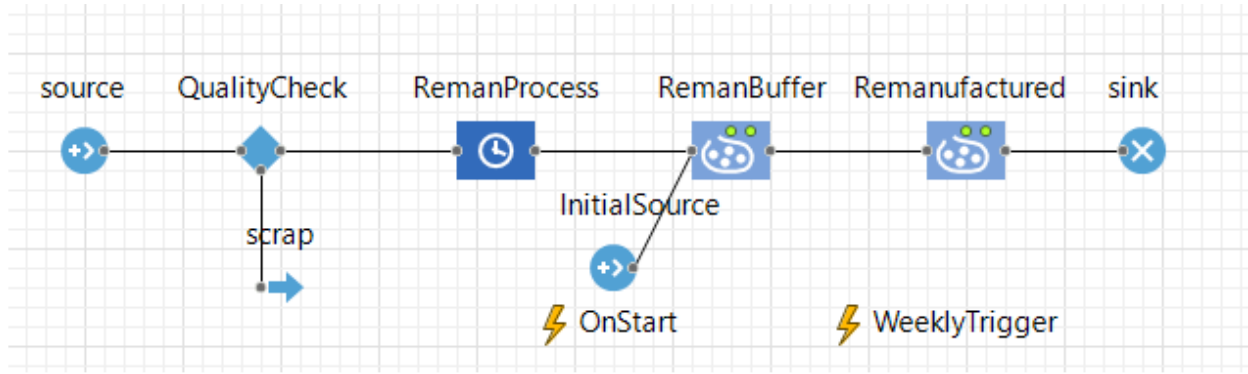 source
QualityCheck
RemanProcess
RemanBuffer
Remanufactured
sink
InitialSource
scrap
OnStart
WeeklyTrigger